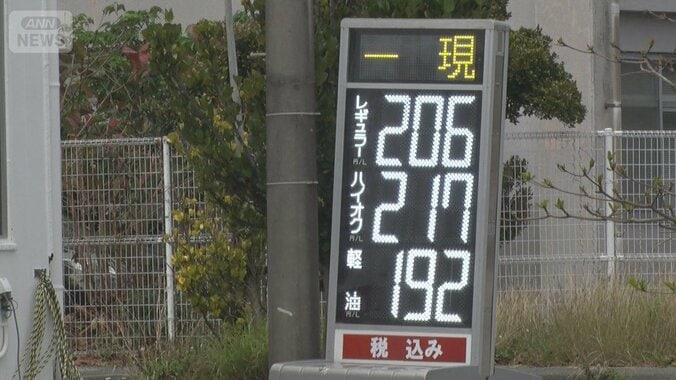 ANN
NEWS
一 現
レギュラー 206
円/L
ハイオク 217
円/L
軽油 192
円/L
税込み